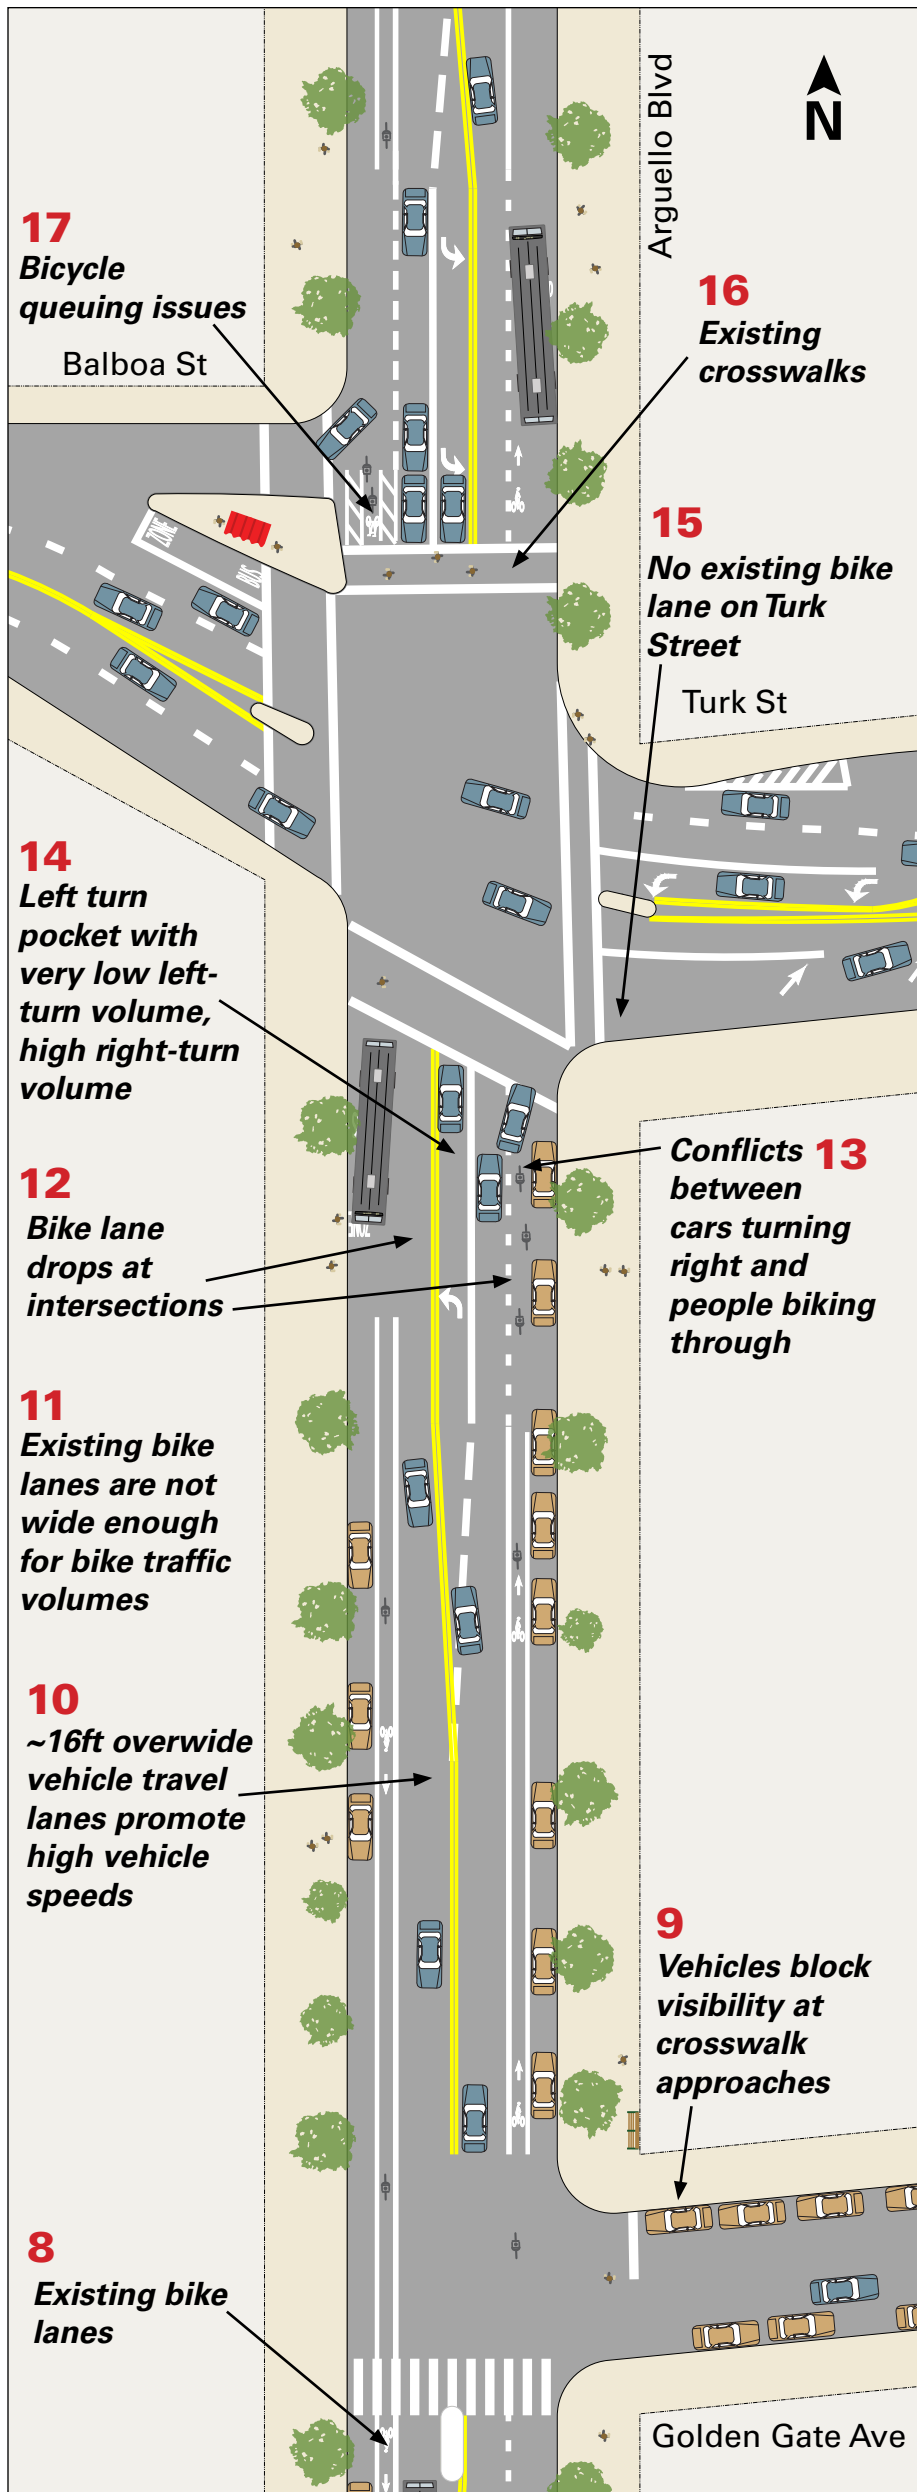 Arguello Blvd
N
17
Bicycle
queuing issues
Balboa St
16
Existing
crosswalks
ZONE
BUS
15
No existing bike
lane on Turk
Street
Turk St
14
Left turn
pocket with
very low left-
turn volume,
high right-turn
volume
13
Conflicts
between
cars turning
right and
people biking
through
12
Bike lane
drops at
intersections
11
Existing bike
lanes are not
wide enough
for bike traffic
volumes
10
~16ft overwide
vehicle travel
lanes promote
high vehicle
speeds
9
Vehicles block
visibility at
crosswalk
approaches
8
Existing bike
lanes
Golden Gate Ave